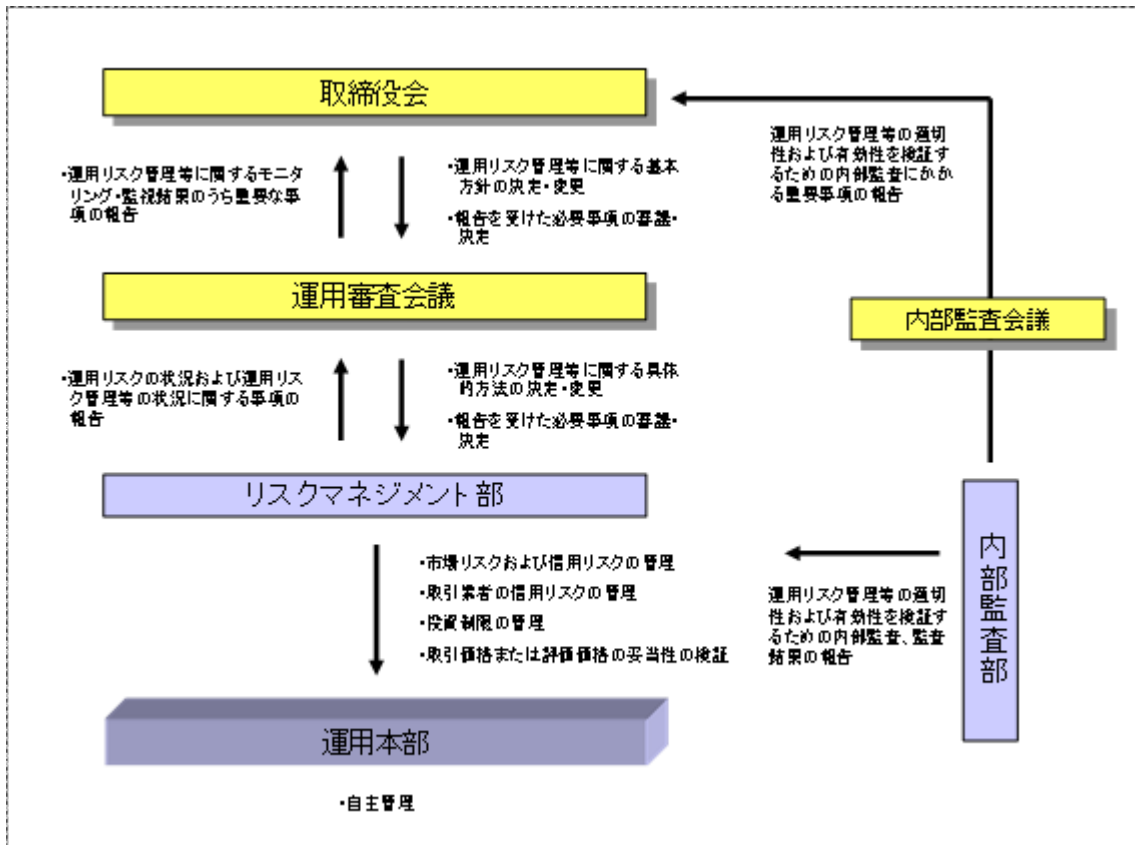 取締役会
・運用リスク管理等に関するモニタ
リング・監視結果のうち重要な事
項の報告
・運用リスク管理等に関する基本
方針の決定・変更
・報告を受けた必要事項の審議・
決定
運用リスク管理等の適切
性および有効性を検証す
るための内部監査にかか
る重要事項の報告
運用審査会議
内部監査会議
・運用リスクの状況および運用リス
ク管理等の状況に関する事項の
報告
・運用リスク管理等に関する具体
的方法の決定・変更
・報告を受けた必要事項の審議・
決定
リスクマネジメント部
・市場リスクおよび信用リスクの管理
・取引業者の信用リスクの管理
・投資制限の管理
・取引価格または評価価格の妥当性の検証
運用リスク管理等の適切
性および有効性を検証す
るための内部監査、監査
結果の報告
内部監査部
運用本部
・自主管理